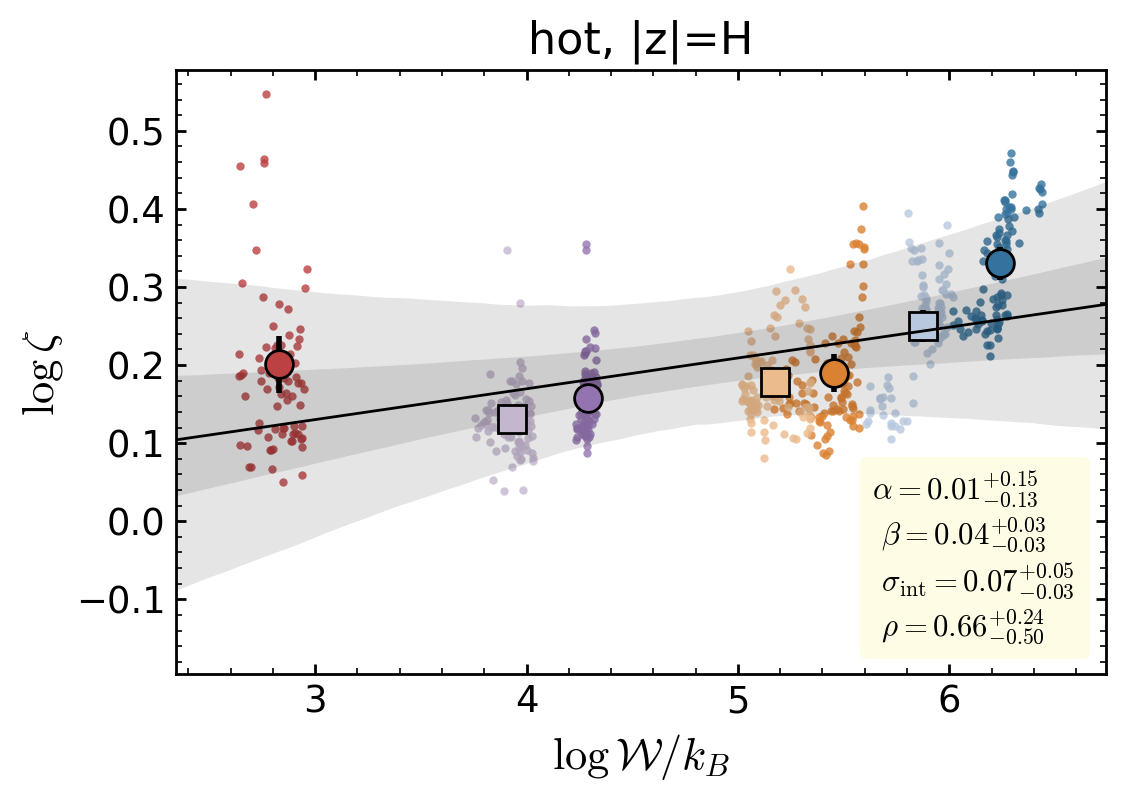 hot, |z|=H
log ζ
0.5
0.4
0.3
0.2
0.1
0.0
−0.1
α = 0.01^{+0.15}_{−0.13}
β = 0.04^{+0.03}_{−0.03}
σ_{int} = 0.07^{+0.05}_{−0.03}
ρ = 0.66^{+0.24}_{−0.50}
3 4 5 6
log 𝒲/k_B